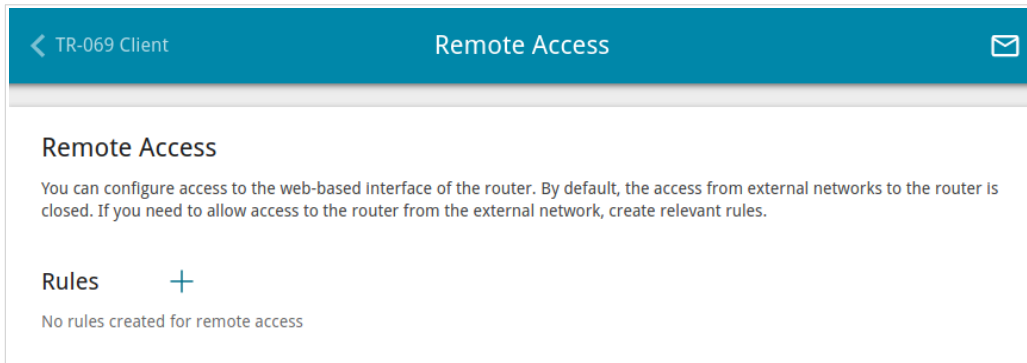 TR-069 Client
Remote Access
Remote Access
You can configure access to the web-based interface of the router. By default, the access from external networks to the router is
closed. If you need to allow access to the router from the external network, create relevant rules.
Rules
No rules created for remote access